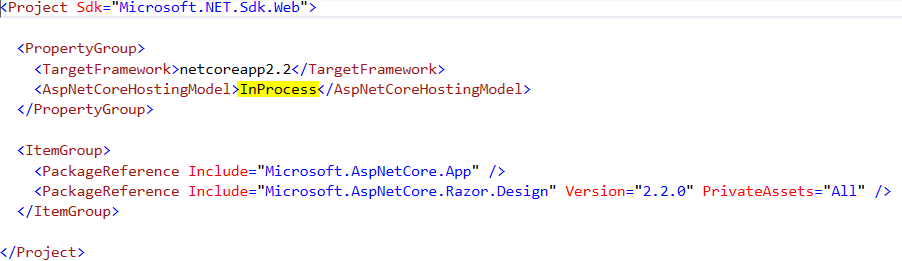 <Project Sdk="Microsoft.NET.Sdk.Web">
<PropertyGroup>
<TargetFramework>netcoreapp2.2</TargetFramework>
<AspNetCoreHostingModel>InProcess</AspNetCoreHostingModel>
</PropertyGroup>
<ItemGroup>
<PackageReference Include="Microsoft.AspNetCore.App" />
<PackageReference Include="Microsoft.AspNetCore.Razor.Design" Version="2.2.0" PrivateAssets="All" />
</ItemGroup>
</Project>